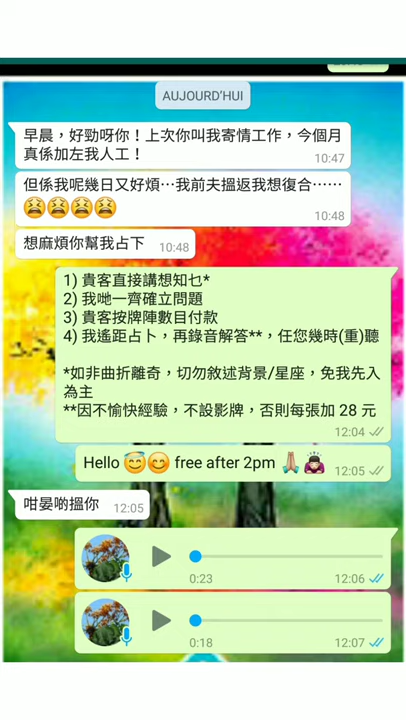 AUJOURD'HUI
早晨，好勁呀你！上次你叫我寄情工作，今個月
真係加左我人工！
10:47
但係我呢幾日又好煩⋯我前夫搵返我想復合⋯⋯
😫😫😫😫
10:48
想麻煩你幫我占下
10:48
1) 貴客直接講想知乜*
2) 我哋一齊確立問題
3) 貴客按牌陣數目付款
4) 我遙距占卜，再錄音解答**，任您幾時(重)聽
*如非曲折離奇，切勿敘述背景/星座，免我先入
為主
**因不愉快經驗，不設影牌，否則每張加 28 元
12:04
Hello 😇😊 free after 2pm 🙏🏽 🙇🏻‍♀️
12:05
咁晏啲搵你
12:05
0:23
12:06
0:18
12:07